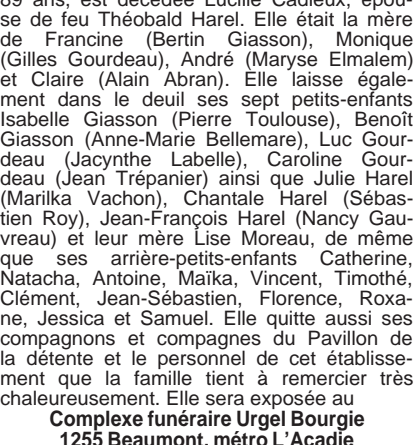 89 ans, est décédée Lucille Cadieux, épou-
se de feu Théobald Harel. Elle était la mère
de Francine (Bertin Giasson), Monique
(Gilles Gourdeau), André (Maryse Elmalem)
et Claire (Alain Abran). Elle laisse égale-
ment dans le deuil ses sept petits-enfants
Isabelle Giasson (Pierre Toulouse), Benoît
Giasson (Anne-Marie Bellemare), Luc Gour-
deau (Jacynthe Labelle), Caroline Gour-
deau (Jean Trépanier) ainsi que Julie Harel
(Marilka Vachon), Chantale Harel (Sébas-
tien Roy), Jean-François Harel (Nancy Gau-
vreau) et leur mère Lise Moreau, de même
que ses arrière-petits-enfants Catherine,
Natacha, Antoine, Maïka, Vincent, Timothé,
Clément, Jean-Sébastien, Florence, Roxa-
ne, Jessica et Samuel. Elle quitte aussi ses
compagnons et compagnes du Pavillon de
la détente et le personnel de cet établisse-
ment que la famille tient à remercier très
chaleureusement. Elle sera exposée au
Complexe funéraire Urgel Bourgie
1255 Beaumont, métro L'Acadie